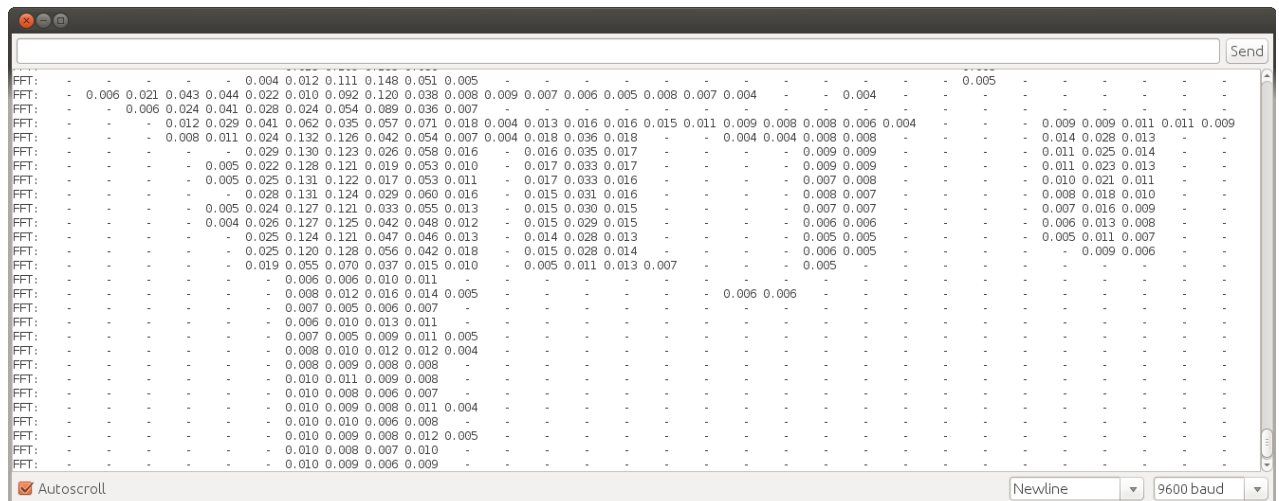 Send
FFT: - - - - - 0.004 0.012 0.111 0.148 0.051 0.005 - - - - - - - - - - - - 0.005 - - - - - -
FFT: - 0.006 0.021 0.043 0.044 0.022 0.010 0.092 0.120 0.038 0.008 0.009 0.007 0.006 0.005 0.008 0.007 0.004 - - 0.004 - - - - - - - - -
FFT: - - 0.006 0.024 0.041 0.028 0.024 0.054 0.089 0.036 0.007 - - - - - - - - - - - - - - - - - - -
FFT: - - - 0.012 0.029 0.041 0.062 0.035 0.057 0.071 0.018 0.004 0.013 0.016 0.016 0.015 0.011 0.009 0.008 0.008 0.006 0.004 - - - 0.009 0.009 0.011 0.011 0.009
FFT: - - - 0.008 0.011 0.024 0.132 0.126 0.042 0.054 0.007 0.004 0.018 0.036 0.018 - - 0.004 0.004 0.008 0.008 - - - - 0.014 0.028 0.013 - -
FFT: - - - - - 0.029 0.130 0.123 0.026 0.058 0.016 - 0.016 0.035 0.017 - - - - 0.009 0.009 - - - - 0.011 0.025 0.014 - -
FFT: - - - - 0.005 0.022 0.128 0.121 0.019 0.053 0.010 - 0.017 0.033 0.017 - - - - 0.009 0.009 - - - - 0.011 0.023 0.013 - -
FFT: - - - - 0.005 0.025 0.131 0.122 0.017 0.053 0.011 - 0.017 0.033 0.016 - - - - 0.007 0.008 - - - - 0.010 0.021 0.011 - -
FFT: - - - - - 0.028 0.131 0.124 0.029 0.060 0.016 - 0.015 0.031 0.016 - - - - 0.008 0.007 - - - - 0.008 0.018 0.010 - -
FFT: - - - - 0.005 0.024 0.127 0.121 0.033 0.055 0.013 - 0.015 0.030 0.015 - - - - 0.007 0.007 - - - - 0.007 0.016 0.009 - -
FFT: - - - - 0.004 0.026 0.127 0.125 0.042 0.048 0.012 - 0.015 0.029 0.015 - - - - 0.006 0.006 - - - - 0.006 0.013 0.008 - -
FFT: - - - - - 0.025 0.124 0.121 0.047 0.046 0.013 - 0.014 0.028 0.013 - - - - 0.005 0.005 - - - - 0.005 0.011 0.007 - -
FFT: - - - - - 0.025 0.120 0.128 0.056 0.042 0.018 - 0.015 0.028 0.014 - - - - 0.006 0.005 - - - - - 0.009 0.006 - -
FFT: - - - - - 0.019 0.055 0.070 0.037 0.015 0.010 - 0.005 0.011 0.013 0.007 - - - 0.005 - - - - - - - - - -
FFT: - - - - - - 0.006 0.006 0.010 0.011 - - - - - - - - - - - - - - - - - - - -
FFT: - - - - - - 0.008 0.012 0.016 0.014 0.005 - - - - - - 0.006 0.006 - - - - - - - - - - -
FFT: - - - - - - 0.007 0.005 0.006 0.007 - - - - - - - - - - - - - - - - - - - -
FFT: - - - - - - 0.006 0.010 0.013 0.011 - - - - - - - - - - - - - - - - - - - -
FFT: - - - - - - 0.007 0.005 0.009 0.011 0.005 - - - - - - - - - - - - - - - - - - -
FFT: - - - - - - 0.008 0.010 0.012 0.012 0.004 - - - - - - - - - - - - - - - - - - -
FFT: - - - - - - 0.008 0.009 0.008 0.008 - - - - - - - - - - - - - - - - - - - -
FFT: - - - - - - 0.010 0.011 0.009 0.008 - - - - - - - - - - - - - - - - - - - -
FFT: - - - - - - 0.010 0.008 0.006 0.007 - - - - - - - - - - - - - - - - - - - -
FFT: - - - - - - 0.010 0.009 0.008 0.011 0.004 - - - - - - - - - - - - - - - - - - -
FFT: - - - - - - 0.010 0.010 0.006 0.008 - - - - - - - - - - - - - - - - - - - -
FFT: - - - - - - 0.010 0.009 0.008 0.012 0.005 - - - - - - - - - - - - - - - - - - -
FFT: - - - - - - 0.010 0.008 0.007 0.010 - - - - - - - - - - - - - - - - - - - -
FFT: - - - - - - 0.010 0.009 0.006 0.009 - - - - - - - - - - - - - - - - - - - -
Autoscroll Newline 9600 baud